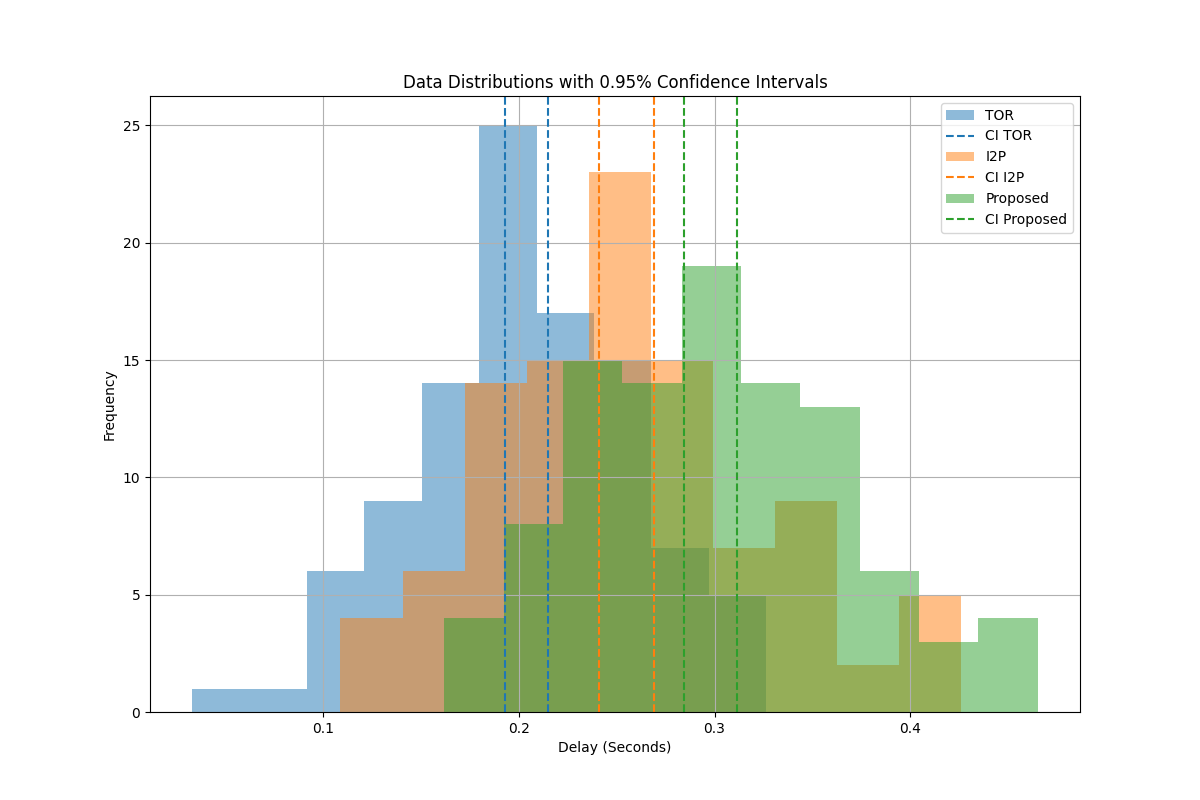 Data Distributions with 0.95% Confidence Intervals
TOR
CI TOR
I2P
CI I2P
Proposed
CI Proposed
25
20
15
10
5
0
Frequency
0.1
0.2
0.3
0.4
Delay (Seconds)